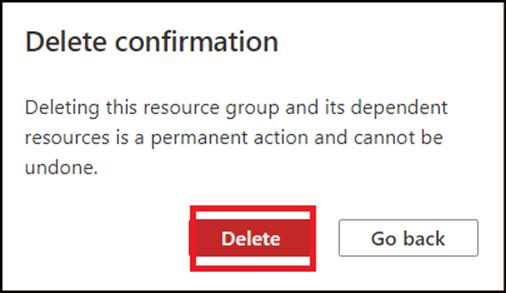 Delete confirmation
Deleting this resource group and its dependent
resources is a permanent action and cannot be
undone.
Delete
Go back